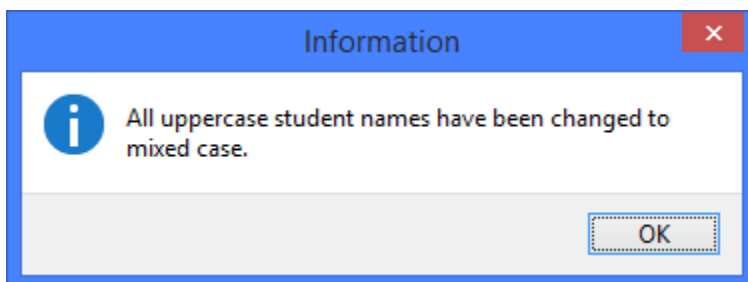 Information
All uppercase student names have been changed to
mixed case.
OK